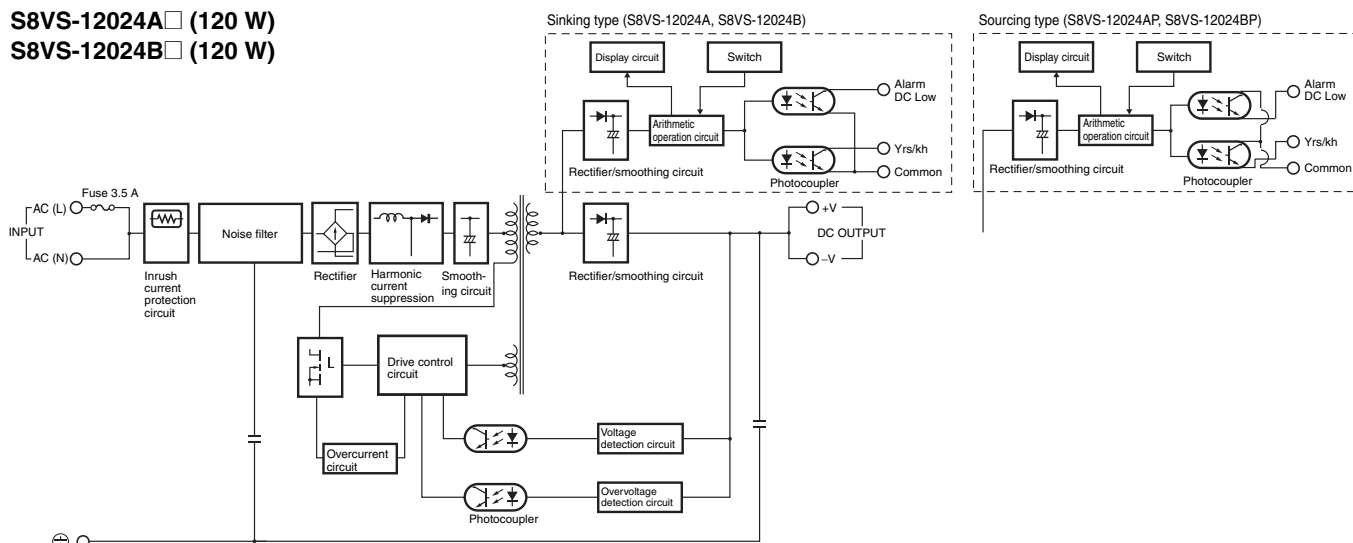 S8VS-12024A□ (120 W)
S8VS-12024B□ (120 W)
Sinking type (S8VS-12024A, S8VS-12024B)
Display circuit
Switch
Alarm
DC Low
Arithmetic
operation circuit
Yrs/kh
Rectifier/smoothing circuit
Common
Photocoupler
Sourcing type (S8VS-12024AP, S8VS-12024BP)
Display circuit
Switch
Alarm
DC Low
Arithmetic
operation circuit
Yrs/kh
Rectifier/smoothing circuit
Common
Photocoupler
Fuse 3.5 A
AC (L)
INPUT
AC (N)
Noise filter
+V
DC OUTPUT
–V
Inrush
current
protection
circuit
Rectifier
Harmonic
current
suppression
Smooth-
ing circuit
Rectifier/smoothing circuit
Drive control
circuit
Overcurrent
circuit
Voltage
detection circuit
Overvoltage
detection circuit
Photocoupler